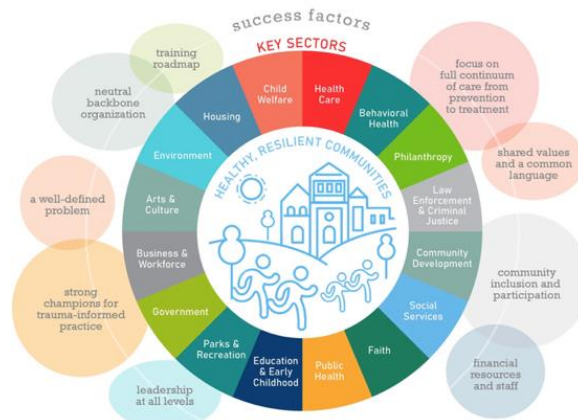 success factors
KEY SECTORS
training
roadmap
neutral
backbone
organization
a well-defined
problem
strong
champions for
trauma-informed
practice
leadership
at all levels
focus on
full continuum
of care from
prevention
to treatment
shared values
and a common
language
community
inclusion and
participation
financial
resources
and staff
Child
Welfare
Health
Care
Behavioral
Health
Philanthropy
Law
Enforcement
& Criminal
Justice
Community
Development
Social
Services
Faith
Public
Health
Education
& Early
Childhood
Parks &
Recreation
Government
Business &
Workforce
Arts &
Culture
Environment
Housing
HEALTHY, RESILIENT COMMUNITIES